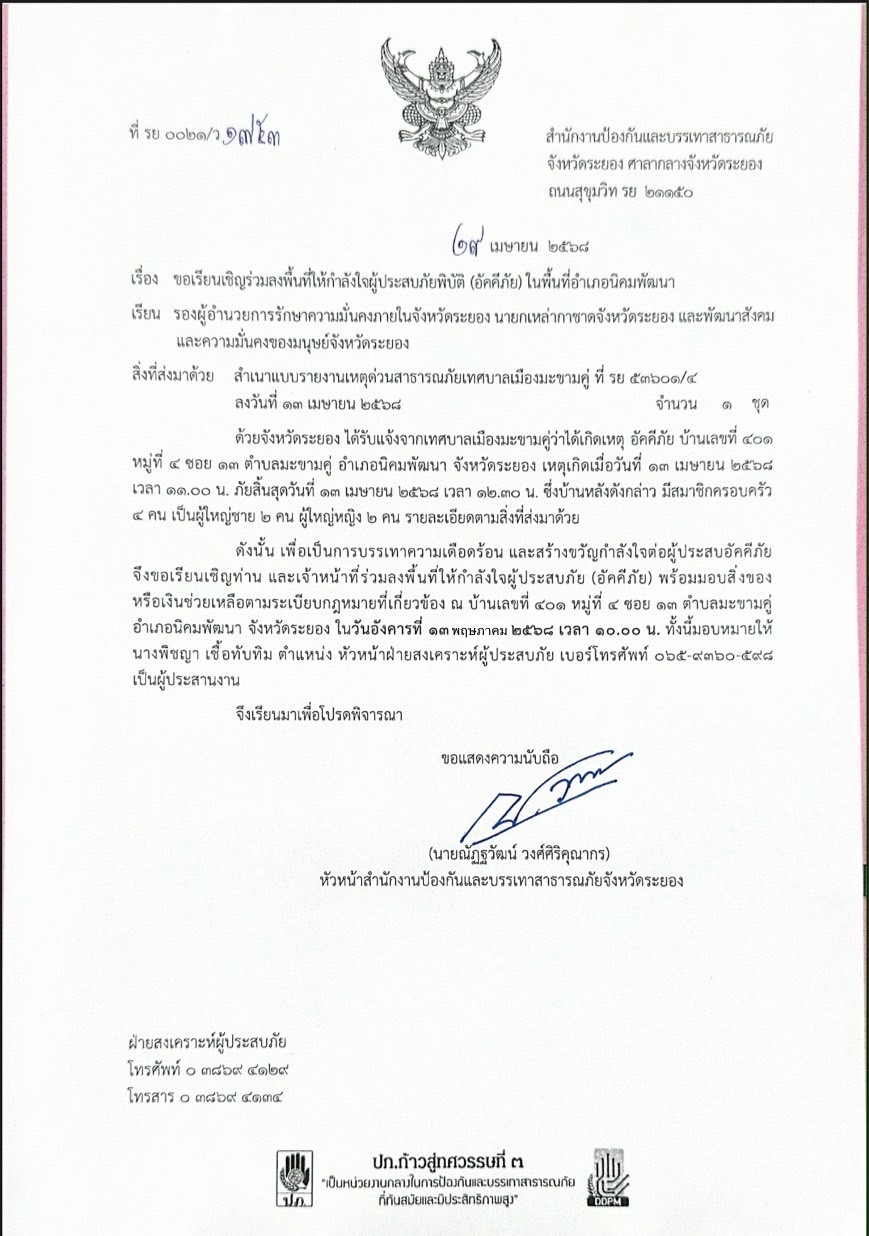 ที่ รย ๐๐๒๑/ว ๑๗๕๓
สำนักงานป้องกันและบรรเทาสาธารณภัย
จังหวัดระยอง ศาลากลางจังหวัดระยอง
ถนนสุขุมวิท รย ๒๑๑๕๐
๒๙ เมษายน ๒๕๖๘
เรื่อง ขอเรียนเชิญร่วมลงพื้นที่ให้กำลังใจผู้ประสบภัยพิบัติ (อัคคีภัย) ในพื้นที่อำเภอนิคมพัฒนา
เรียน รองผู้อำนวยการรักษาความมั่นคงภายในจังหวัดระยอง นายกเหล่ากาชาดจังหวัดระยอง และพัฒนาสังคม
และความมั่นคงของมนุษย์จังหวัดระยอง
สิ่งที่ส่งมาด้วย สำเนาแบบรายงานเหตุด่วนสาธารณภัยเทศบาลเมืองมะขามคู่ ที่ รย ๕๓๖๐๑/๔
ลงวันที่ ๑๓ เมษายน ๒๕๖๘ จำนวน ๑ ชุด
ด้วยจังหวัดระยอง ได้รับแจ้งจากเทศบาลเมืองมะขามคู่ว่าได้เกิดเหตุ อัคคีภัย บ้านเลขที่ ๔๐๑
หมู่ที่ ๔ ซอย ๑๓ ตำบลมะขามคู่ อำเภอนิคมพัฒนา จังหวัดระยอง เหตุเกิดเมื่อวันที่ ๑๓ เมษายน ๒๕๖๘
เวลา ๑๑.๐๐ น. ภัยสิ้นสุดวันที่ ๑๓ เมษายน ๒๕๖๘ เวลา ๑๒.๓๐ น. ซึ่งบ้านหลังดังกล่าว มีสมาชิกครอบครัว
๔ คน เป็นผู้ใหญ่ชาย ๒ คน ผู้ใหญ่หญิง ๒ คน รายละเอียดตามสิ่งที่ส่งมาด้วย
ดังนั้น เพื่อเป็นการบรรเทาความเดือดร้อน และสร้างขวัญกำลังใจต่อผู้ประสบอัคคีภัย
จึงขอเรียนเชิญท่าน และเจ้าหน้าที่ร่วมลงพื้นที่ให้กำลังใจผู้ประสบภัย (อัคคีภัย) พร้อมมอบสิ่งของ
หรือเงินช่วยเหลือตามระเบียบกฎหมายที่เกี่ยวข้อง ณ บ้านเลขที่ ๔๐๑ หมู่ที่ ๔ ซอย ๑๓ ตำบลมะขามคู่
อำเภอนิคมพัฒนา จังหวัดระยอง ในวันอังคารที่ ๑๓ พฤษภาคม ๒๕๖๘ เวลา ๑๐.๐๐ น. ทั้งนี้มอบหมายให้
นางพิชญา เชื้อทับทิม ตำแหน่ง หัวหน้าฝ่ายสงเคราะห์ผู้ประสบภัย เบอร์โทรศัพท์ ๐๖๕-๙๓๖๐-๕๙๘
เป็นผู้ประสานงาน
จึงเรียนมาเพื่อโปรดพิจารณา
ขอแสดงความนับถือ
(นายณัฏฐวัฒน์ วงศ์ศิริคุณากร)
หัวหน้าสำนักงานป้องกันและบรรเทาสาธารณภัยจังหวัดระยอง
ฝ่ายสงเคราะห์ผู้ประสบภัย
โทรศัพท์ ๐ ๓๘๖๙ ๔๑๒๙
โทรสาร ๐ ๓๘๖๙ ๔๑๓๔
ปภ.ก้าวสู่ทศวรรษที่ ๓
"เป็นหน่วยงานกลางในการป้องกันและบรรเทาสาธารณภัย
ที่ทันสมัยและมีประสิทธิภาพสูง"
ปภ.
DDPM